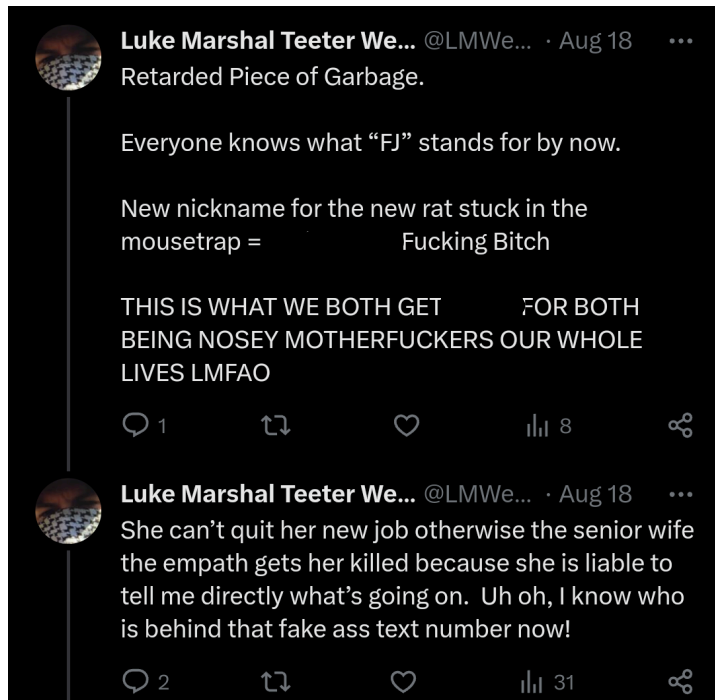 Luke Marshal Teeter We... @LMWe... · Aug 18
Retarded Piece of Garbage.
Everyone knows what “FJ” stands for by now.
New nickname for the new rat stuck in the
mousetrap = Fucking Bitch
THIS IS WHAT WE BOTH GET FOR BOTH
BEING NOSEY MOTHERFUCKERS OUR WHOLE
LIVES LMFAO
1 8
Luke Marshal Teeter We... @LMWe... · Aug 18
She can’t quit her new job otherwise the senior wife
the empath gets her killed because she is liable to
tell me directly what’s going on.  Uh oh, I know who
is behind that fake ass text number now!
2 31